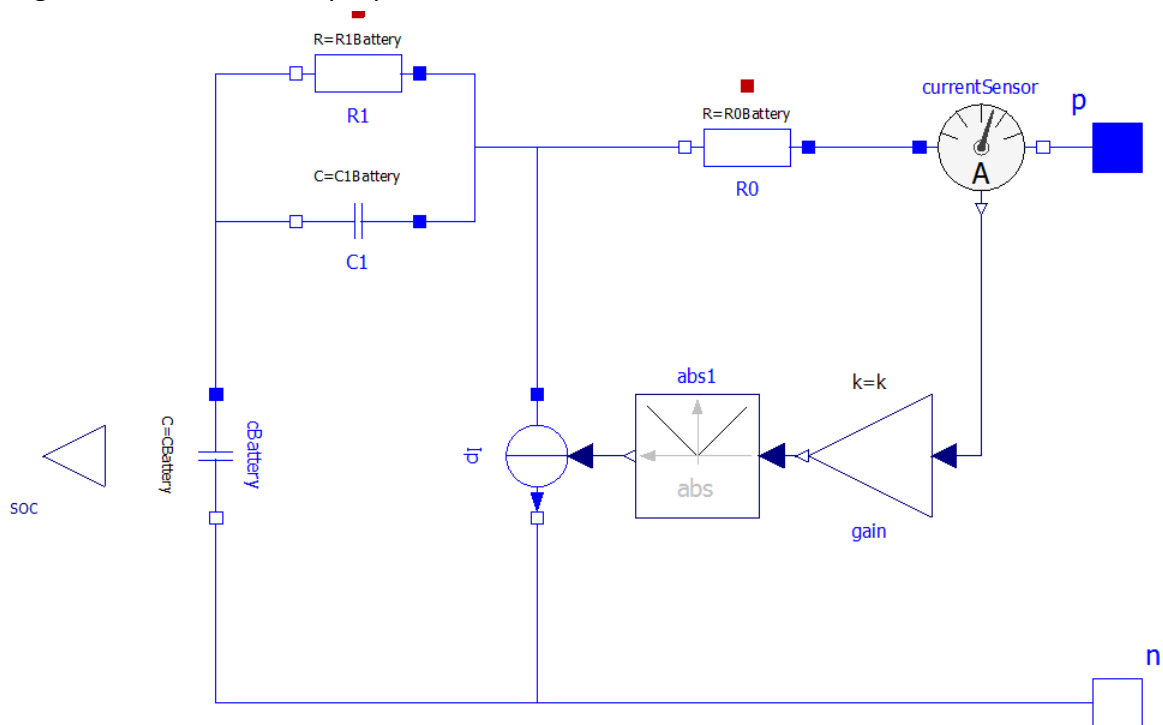 R=R1Battery
R1
C=C1Battery
C1
R=R0Battery
R0
currentSensor
A
p
abs1
abs
k=k
gain
Ip
cBattery
C=CBattery
soc
n